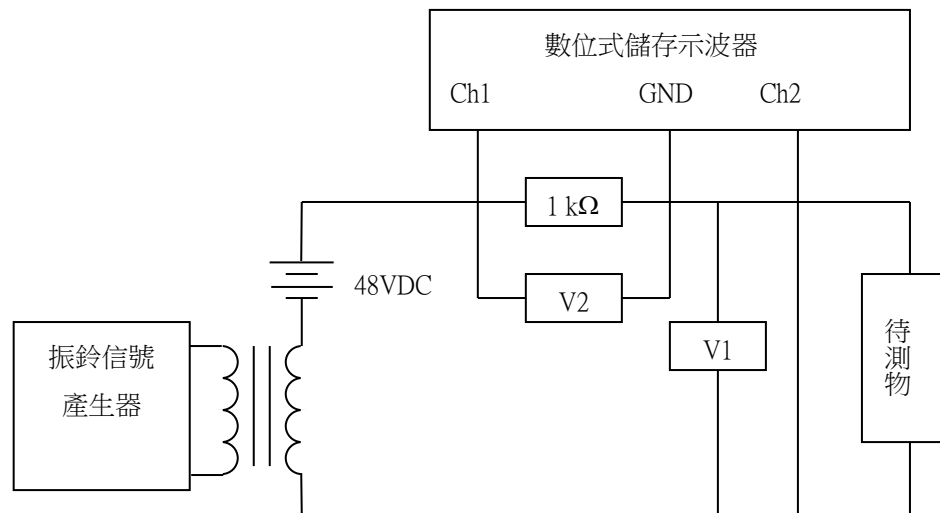 數位式儲存示波器
Ch1 GND Ch2
1 kΩ
48VDC
V2
振鈴信號
產生器
V1
待測物